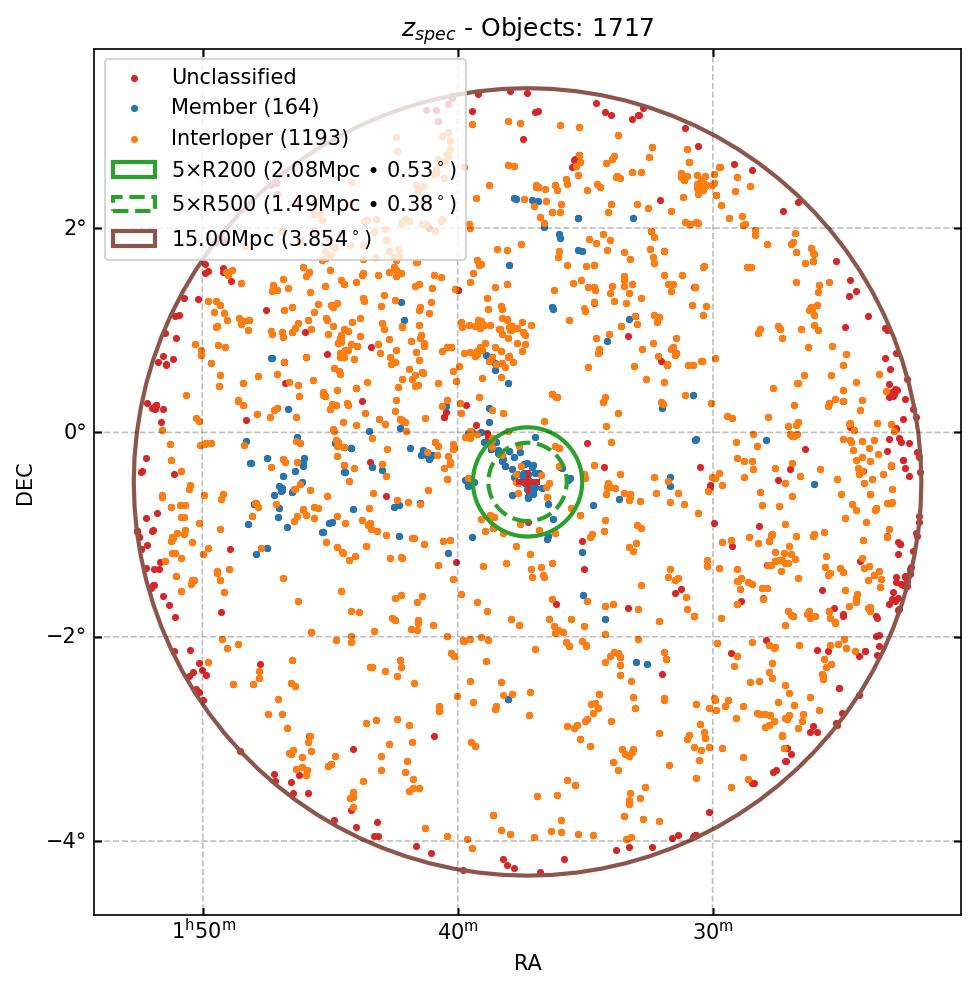 z_spec - Objects: 1717
Unclassified
Member (164)
Interloper (1193)
5×R200 (2.08Mpc • 0.53°)
5×R500 (1.49Mpc • 0.38°)
15.00Mpc (3.854°)
2°
0°
−2°
−4°
DEC
1ʰ50ᵐ 40ᵐ 30ᵐ
RA